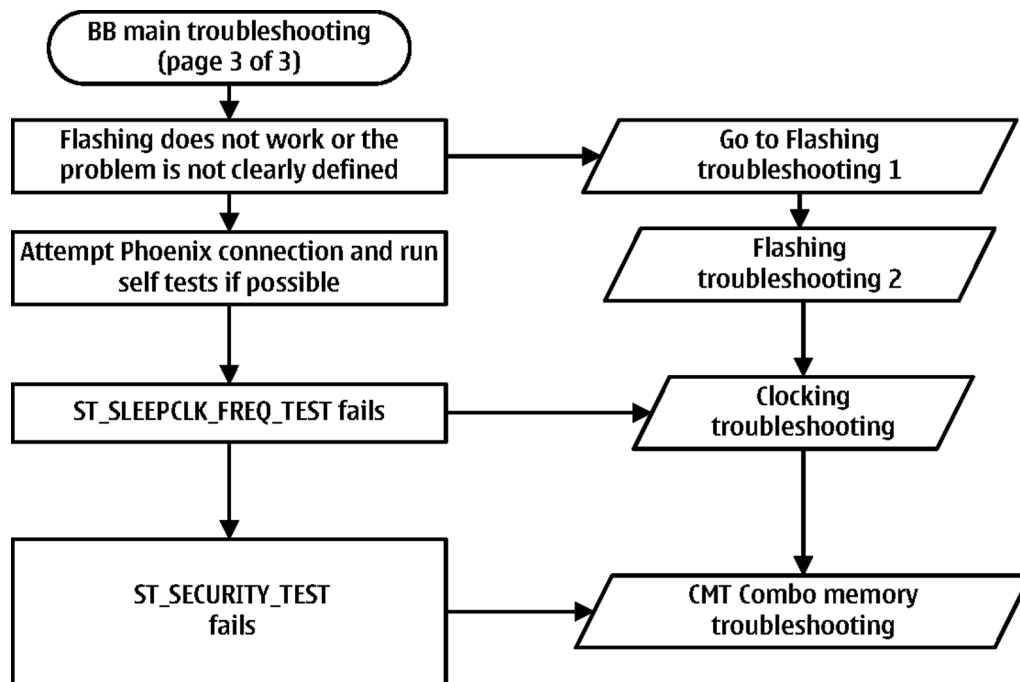 BB main troubleshooting
(page 3 of 3)
Flashing does not work or the
problem is not clearly defined
Go to Flashing
troubleshooting 1
Attempt Phoenix connection and run
self tests if possible
Flashing
troubleshooting 2
ST_SLEEPCLK_FREQ_TEST fails
Clocking
troubleshooting
ST_SECURITY_TEST
fails
CMT Combo memory
troubleshooting